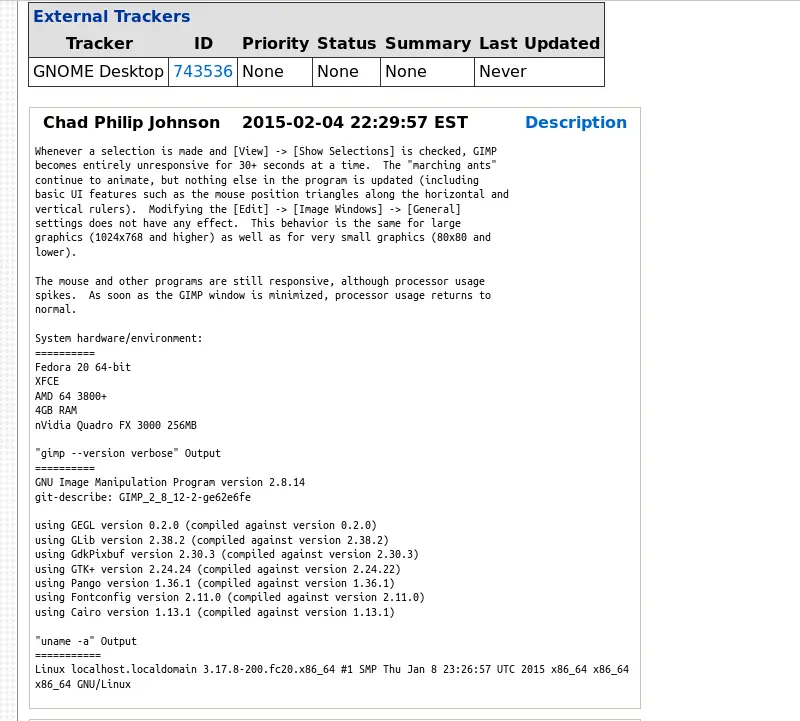 External Trackers
Tracker ID Priority Status Summary Last Updated
GNOME Desktop 743536 None None None Never
Chad Philip Johnson 2015-02-04 22:29:57 EST Description
Whenever a selection is made and [View] -> [Show Selections] is checked, GIMP
becomes entirely unresponsive for 30+ seconds at a time.  The "marching ants"
continue to animate, but nothing else in the program is updated (including
basic UI features such as the mouse position triangles along the horizontal and
vertical rulers).  Modifying the [Edit] -> [Image Windows] -> [General]
settings does not have any effect.  This behavior is the same for large
graphics (1024x768 and higher) as well as for very small graphics (80x80 and
lower).
The mouse and other programs are still responsive, although processor usage
spikes.  As soon as the GIMP window is minimized, processor usage returns to
normal.
System hardware/environment:
==========
Fedora 20 64-bit
XFCE
AMD 64 3800+
4GB RAM
nVidia Quadro FX 3000 256MB
"gimp --version verbose" Output
==========
GNU Image Manipulation Program version 2.8.14
git-describe: GIMP_2_8_12-2-ge62e6fe
using GEGL version 0.2.0 (compiled against version 0.2.0)
using GLib version 2.38.2 (compiled against version 2.38.2)
using GdkPixbuf version 2.30.3 (compiled against version 2.30.3)
using GTK+ version 2.24.24 (compiled against version 2.24.22)
using Pango version 1.36.1 (compiled against version 1.36.1)
using Fontconfig version 2.11.0 (compiled against version 2.11.0)
using Cairo version 1.13.1 (compiled against version 1.13.1)
"uname -a" Output
===========
Linux localhost.localdomain 3.17.8-200.fc20.x86_64 #1 SMP Thu Jan 8 23:26:57 UTC 2015 x86_64 x86_64
x86_64 GNU/Linux